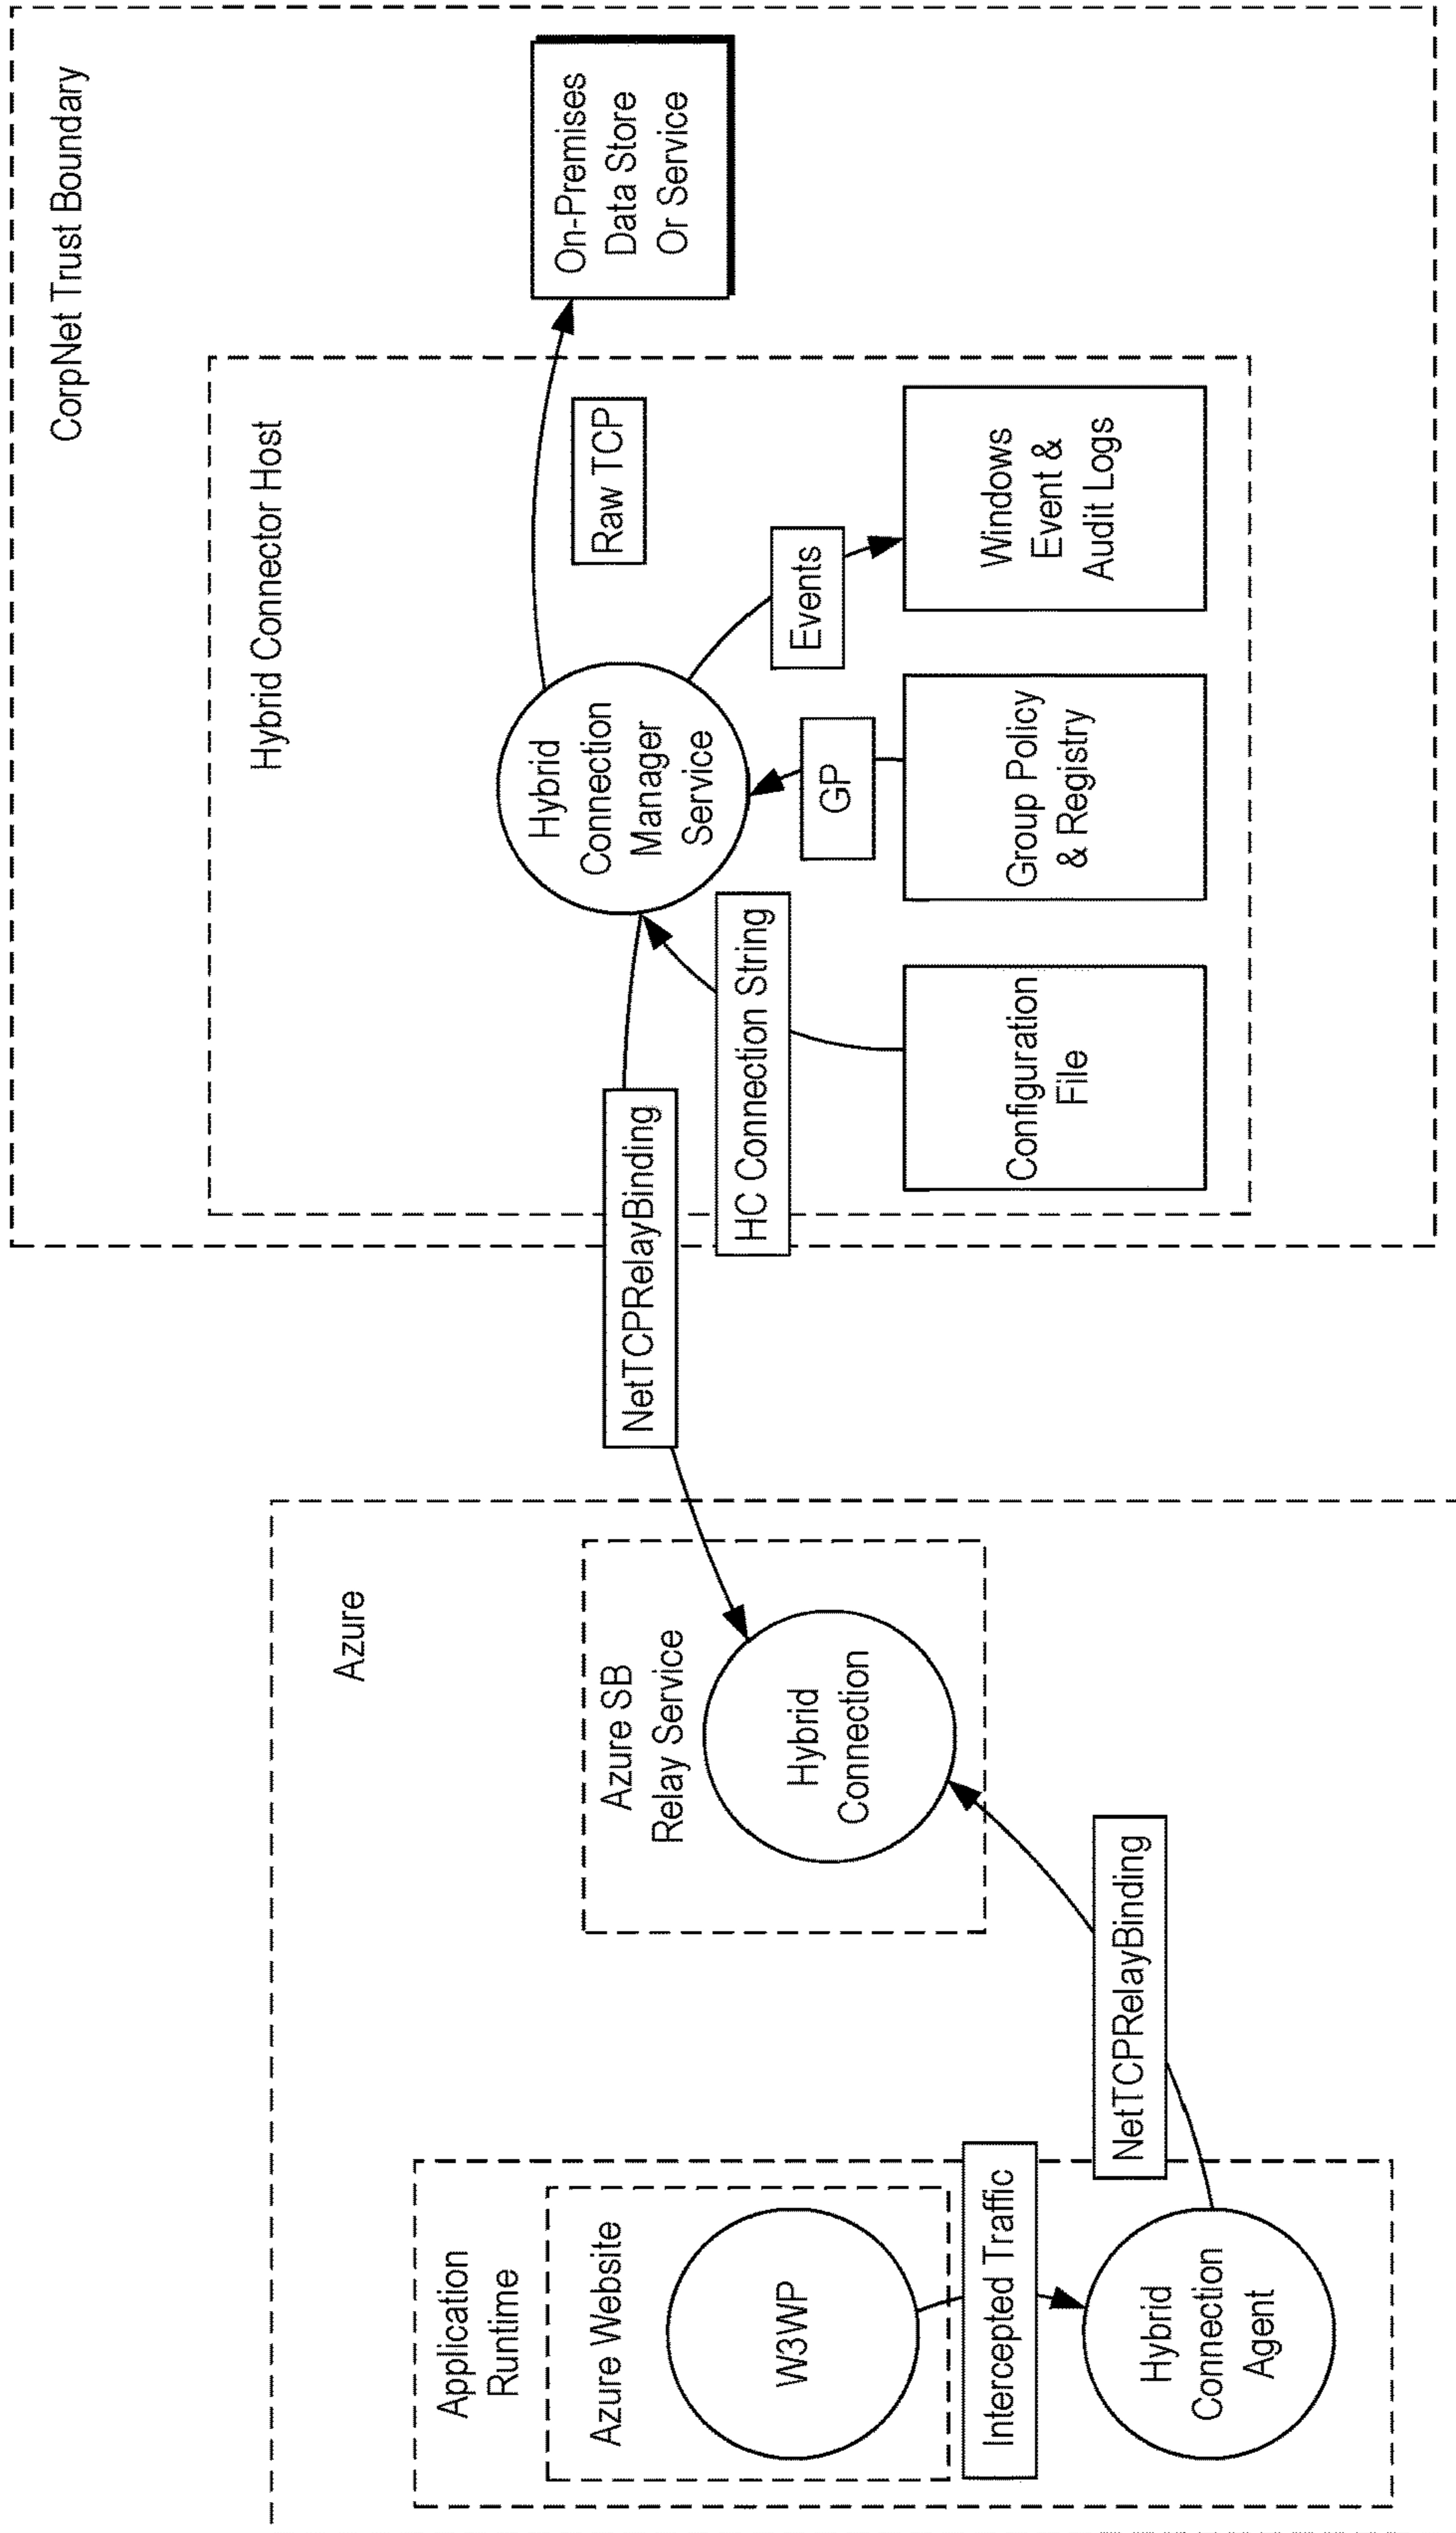 Azure
Application
Runtime
Azure Website
W3WP
Intercepted Traffic
Hybrid
Connection
Agent
NetTCPRelayBinding
Azure SB
Relay Service
Hybrid
Connection
NetTCPRelayBinding
CorpNet Trust Boundary
Hybrid Connector Host
Hybrid
Connection
Manager
Service
HC Connection String
Configuration
File
GP
Group Policy
& Registry
Events
Windows
Event &
Audit Logs
Raw TCP
On-Premises
Data Store
Or Service